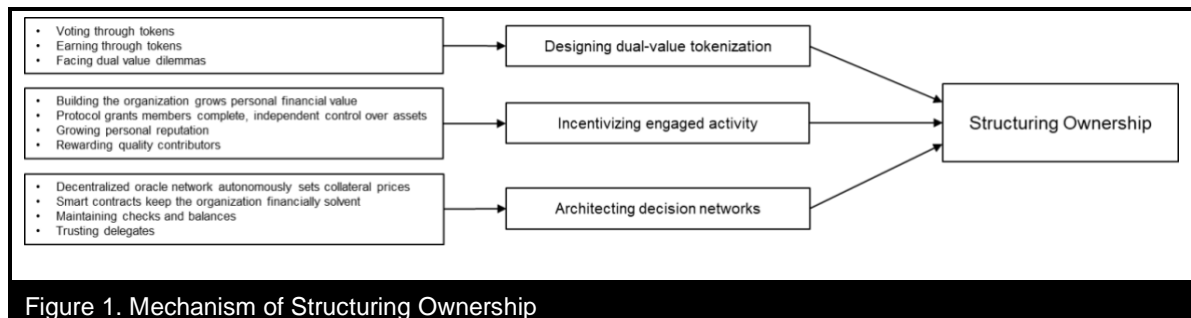 • Voting through tokens
• Earning through tokens
• Facing dual value dilemmas
Designing dual-value tokenization
• Building the organization grows personal financial value
• Protocol grants members complete, independent control over assets
• Growing personal reputation
• Rewarding quality contributors
Incentivizing engaged activity
Structuring Ownership
• Decentralized oracle network autonomously sets collateral prices
• Smart contracts keep the organization financially solvent
• Maintaining checks and balances
• Trusting delegates
Architecting decision networks
Figure 1. Mechanism of Structuring Ownership